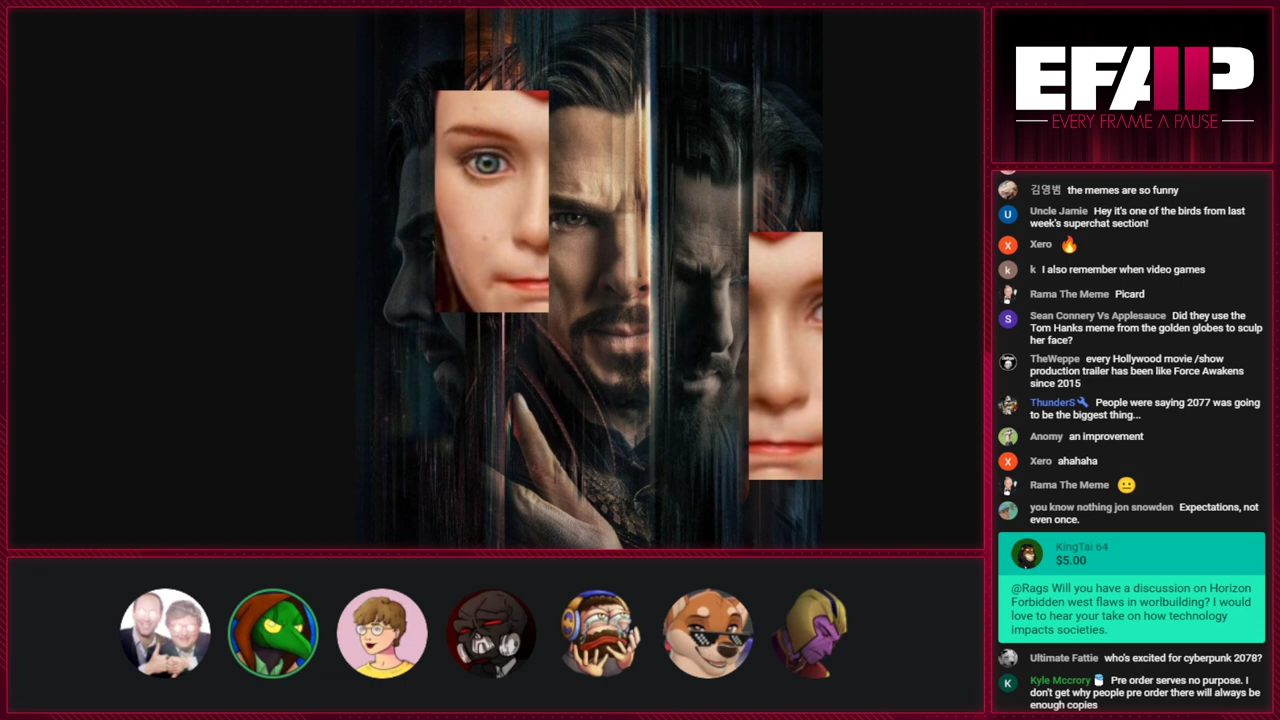 EFAP
EVERY FRAME A PAUSE
김영범 the memes are so funny
Uncle Jamie Hey it's one of the birds from last
week's superchat section!
Xero 🔥
k I also remember when video games
Rama The Meme Picard
Sean Connery Vs Applesauce Did they use the
Tom Hanks meme from the golden globes to sculp
her face?
TheWeppe every Hollywood movie /show
production trailer has been like Force Awakens
since 2015
ThunderS People were saying 2077 was going
to be the biggest thing...
Anomy an improvement
Xero ahahaha
Rama The Meme 😐
you know nothing jon snowden Expectations, not
even once.
KingTai 64
$5.00
@Rags Will you have a discussion on Horizon
Forbidden west flaws in worlbuilding? I would
love to hear your take on how technology
impacts societies.
Ultimate Fattie who's excited for cyberpunk 2078?
Kyle Mccrory Pre order serves no purpose. I
don't get why people pre order there will always be
enough copies